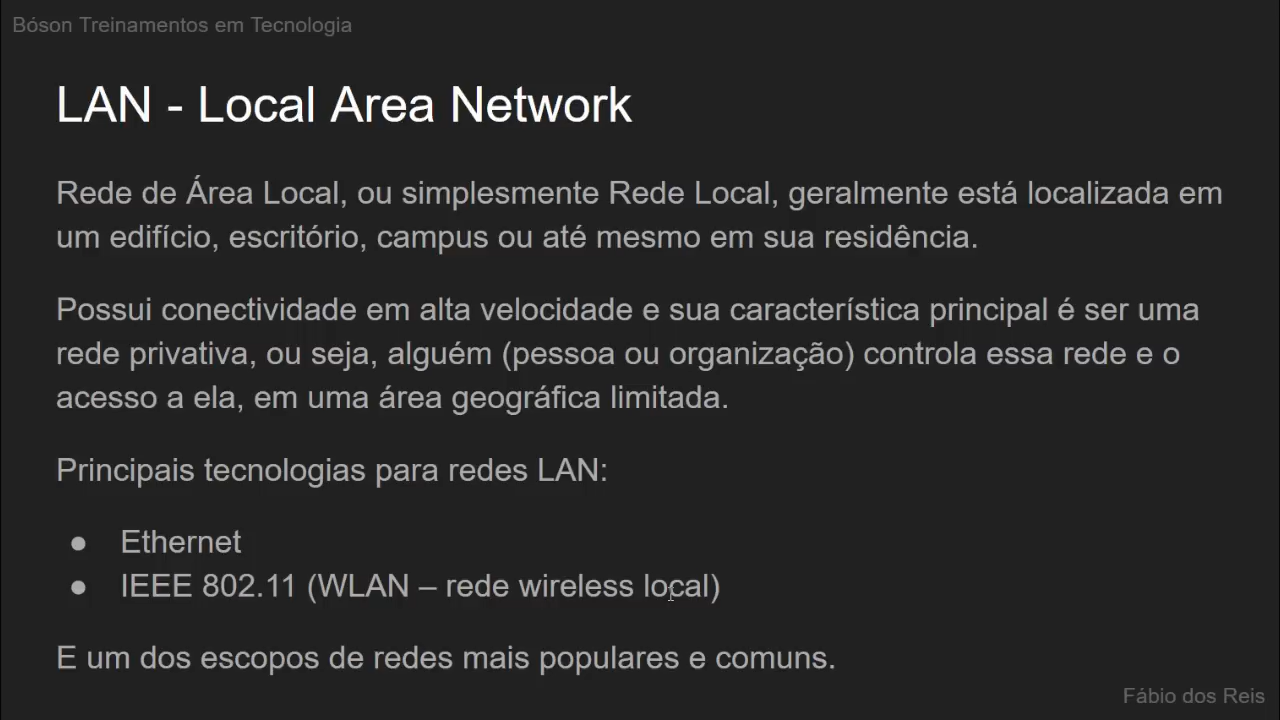 Bóson Treinamentos em Tecnologia
LAN - Local Area Network
Rede de Área Local, ou simplesmente Rede Local, geralmente está localizada em
um edifício, escritório, campus ou até mesmo em sua residência.
Possui conectividade em alta velocidade e sua característica principal é ser uma
rede privativa, ou seja, alguém (pessoa ou organização) controla essa rede e o
acesso a ela, em uma área geográfica limitada.
Principais tecnologias para redes LAN:
● Ethernet
● IEEE 802.11 (WLAN – rede wireless local)
E um dos escopos de redes mais populares e comuns.
Fábio dos Reis